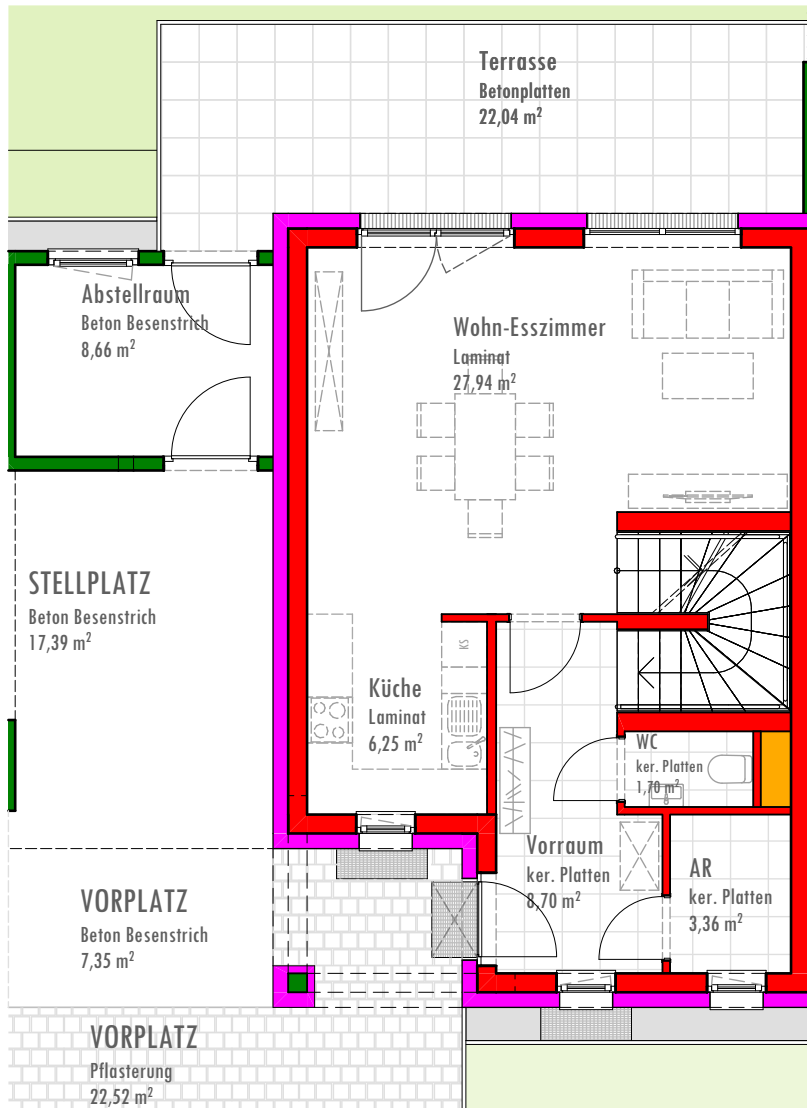 Terrasse
Betonplatten
22,04 m²
Abstellraum
Beton Besenstrich
8,66 m²
Wohn-Esszimmer
Laminat
27,94 m²
STELLPLATZ
Beton Besenstrich
17,39 m²
KS
Küche
Laminat
6,25 m²
WC
ker. Platten
1,70 m²
Vorraum
ker. Platten
8,70 m²
AR
ker. Platten
3,36 m²
VORPLATZ
Beton Besenstrich
7,35 m²
VORPLATZ
Pflasterung
22,52 m²